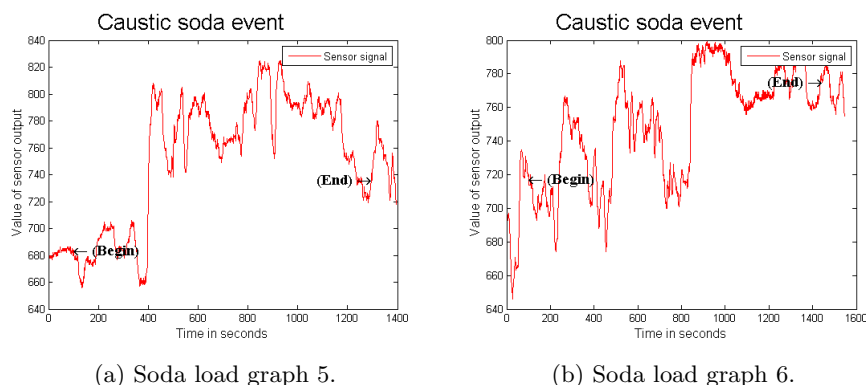 Caustic soda event
840
820
800
780
760
740
720
700
680
660
640
0
200
400
600
800
1000
1200
1400
Value of sensor output
Time in seconds
Sensor signal
(Begin)
(End)
(a) Soda load graph 5.
Caustic soda event
800
780
760
740
720
700
680
660
640
0
200
400
600
800
1000
1200
1400
1600
Value of sensor output
Time in seconds
Sensor signal
(Begin)
(End)
(b) Soda load graph 6.